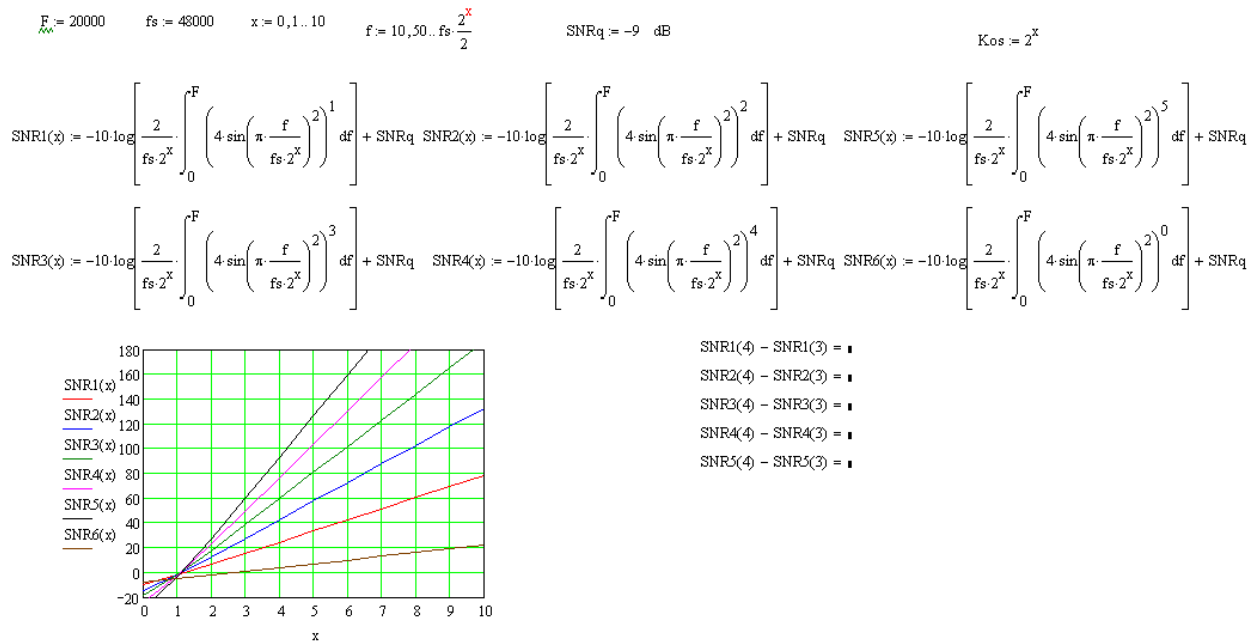 F := 20000 fs := 48000 x := 0,1..10 f := 10,50..fs·2^x/2 SNRq := −9 dB Kos := 2^x
SNR1(x) := −10·log[2/(fs·2^x)·∫_0^F (4·sin(π·f/(fs·2^x))^2)^1 df] + SNRq SNR2(x) := −10·log[2/(fs·2^x)·∫_0^F (4·sin(π·f/(fs·2^x))^2)^2 df] + SNRq SNR5(x) := −10·log[2/(fs·2^x)·∫_0^F (4·sin(π·f/(fs·2^x))^2)^5 df] + SNRq
SNR3(x) := −10·log[2/(fs·2^x)·∫_0^F (4·sin(π·f/(fs·2^x))^2)^3 df] + SNRq SNR4(x) := −10·log[2/(fs·2^x)·∫_0^F (4·sin(π·f/(fs·2^x))^2)^4 df] + SNRq SNR6(x) := −10·log[2/(fs·2^x)·∫_0^F (4·sin(π·f/(fs·2^x))^2)^0 df] + SNRq
SNR1(x)
SNR2(x)
SNR3(x)
SNR4(x)
SNR5(x)
SNR6(x)
180
160
140
120
100
80
60
40
20
0
−20
0 1 2 3 4 5 6 7 8 9 10
x
SNR1(4) − SNR1(3) = ▪
SNR2(4) − SNR2(3) = ▪
SNR3(4) − SNR3(3) = ▪
SNR4(4) − SNR4(3) = ▪
SNR5(4) − SNR5(3) = ▪